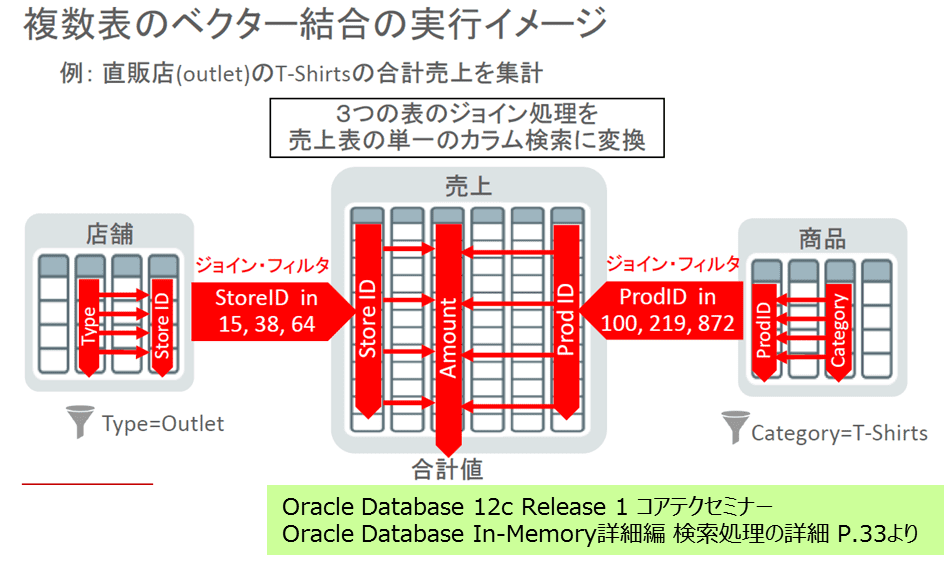 複数表のベクター結合の実行イメージ
例： 直販店(outlet)のT-Shirtsの合計売上を集計
３つの表のジョイン処理を
売上表の単一のカラム検索に変換
売上
店舗
商品
ジョイン・フィルタ
ジョイン・フィルタ
StoreID in
15, 38, 64
ProdID in
100, 219, 872
Type
Store ID
Store ID
Amount
Prod ID
ProdID
Category
Type=Outlet
Category=T-Shirts
合計値
Oracle Database 12c Release 1 コアテクセミナー
Oracle Database In-Memory詳細編 検索処理の詳細 P.33より